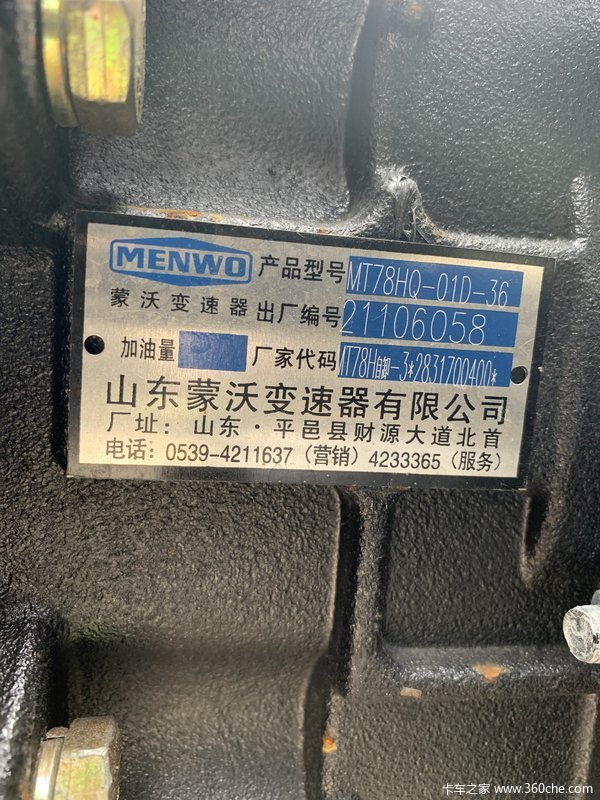 MENWO 产品型号 MT78HQ-01D-36
蒙沃变速器 出厂编号 21106058
加油量 厂家代码 -3*2831700400*
山东蒙沃变速器有限公司
厂址：山东·平邑县财源大道北首
电话：0539-4211637（营销）4233365（服务）
卡车之家 www.360che.com